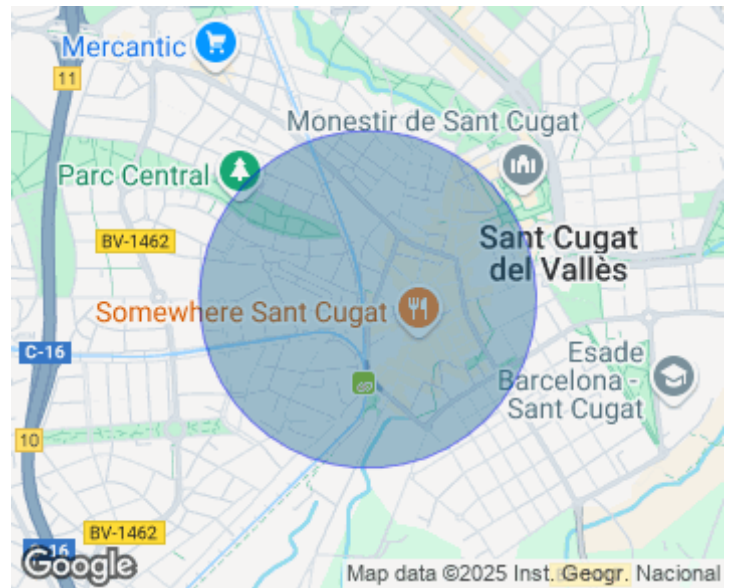 Mercantic
11
Monestir de Sant Cugat
Parc Central
BV-1462
Sant Cugat
del Vallès
Somewhere Sant Cugat
C-16
Esade
Barcelona -
Sant Cugat
10
BV-1462
C-16
Google
Map data ©2025 Inst. Geogr. Nacional